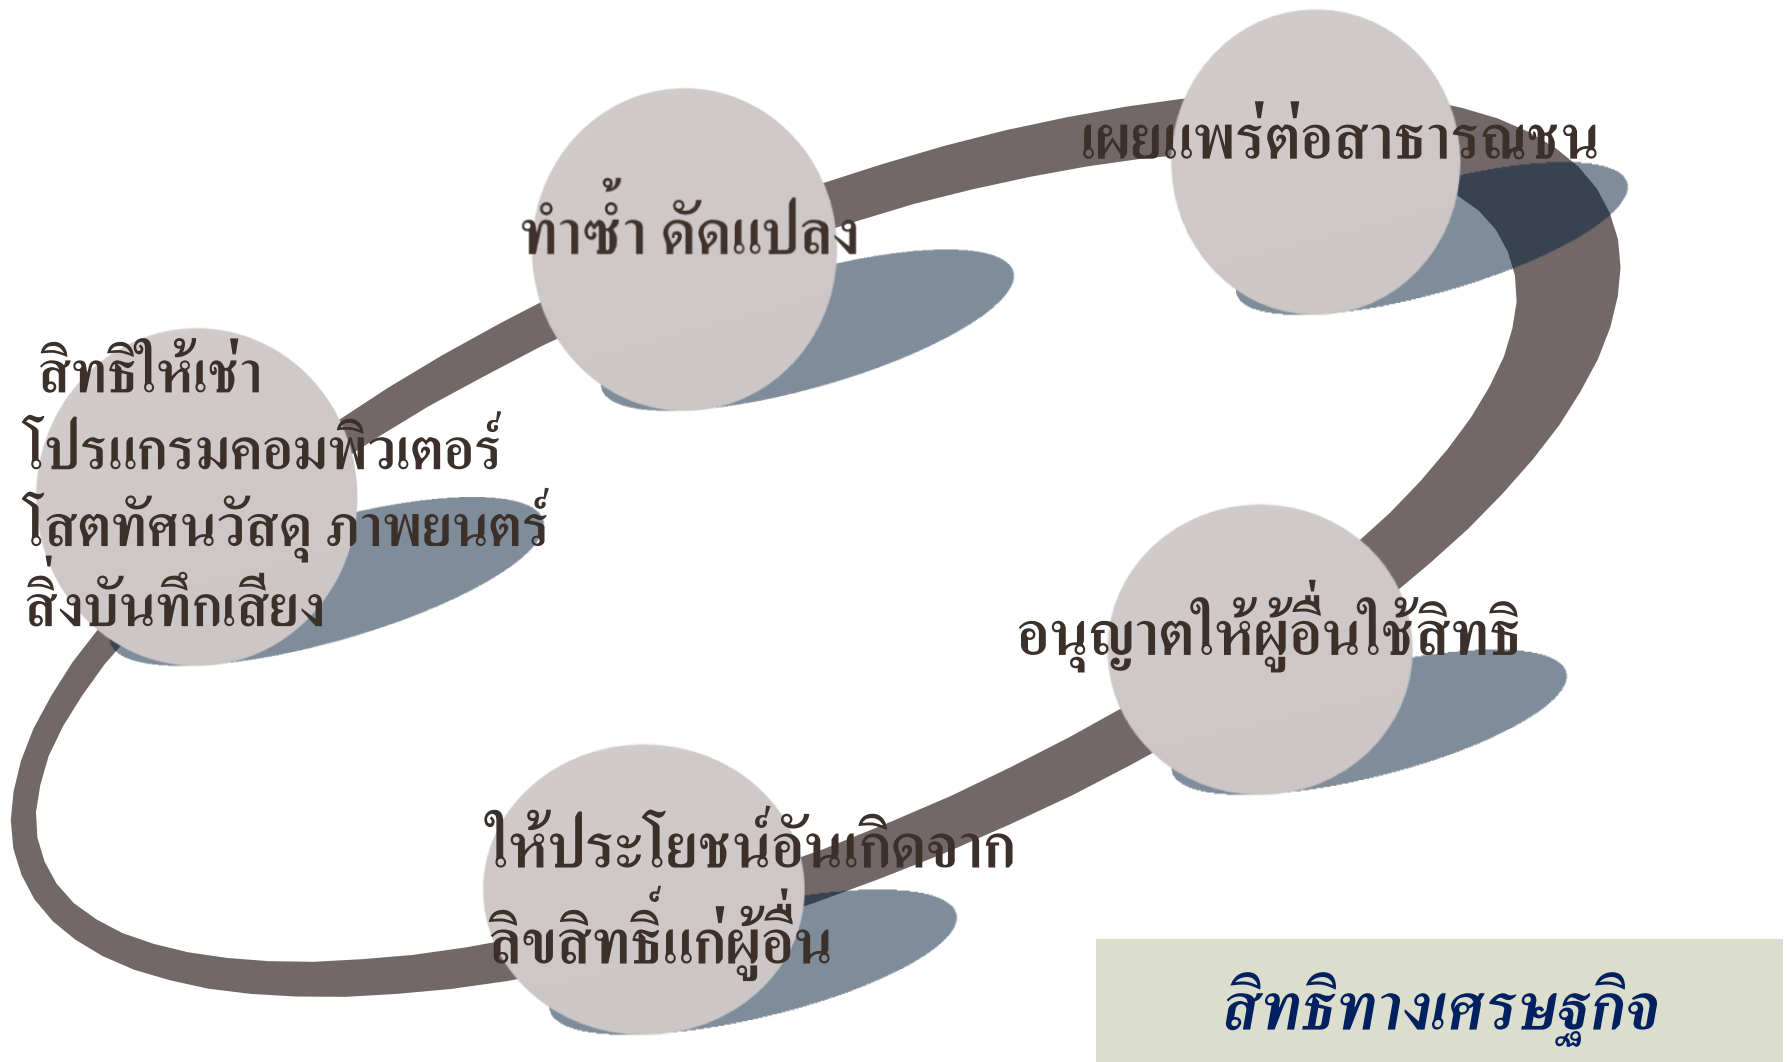 เผยแพร่ต่อสาธารณชน
ทำซ้ำ ดัดแปลง
สิทธิให้เช่า
โปรแกรมคอมพิวเตอร์
โสตทัศนวัสดุ ภาพยนตร์
สิ่งบันทึกเสียง
อนุญาตให้ผู้อื่นใช้สิทธิ
ให้ประโยชน์อันเกิดจาก
ลิขสิทธิ์แก่ผู้อื่น
สิทธิทางเศรษฐกิจ